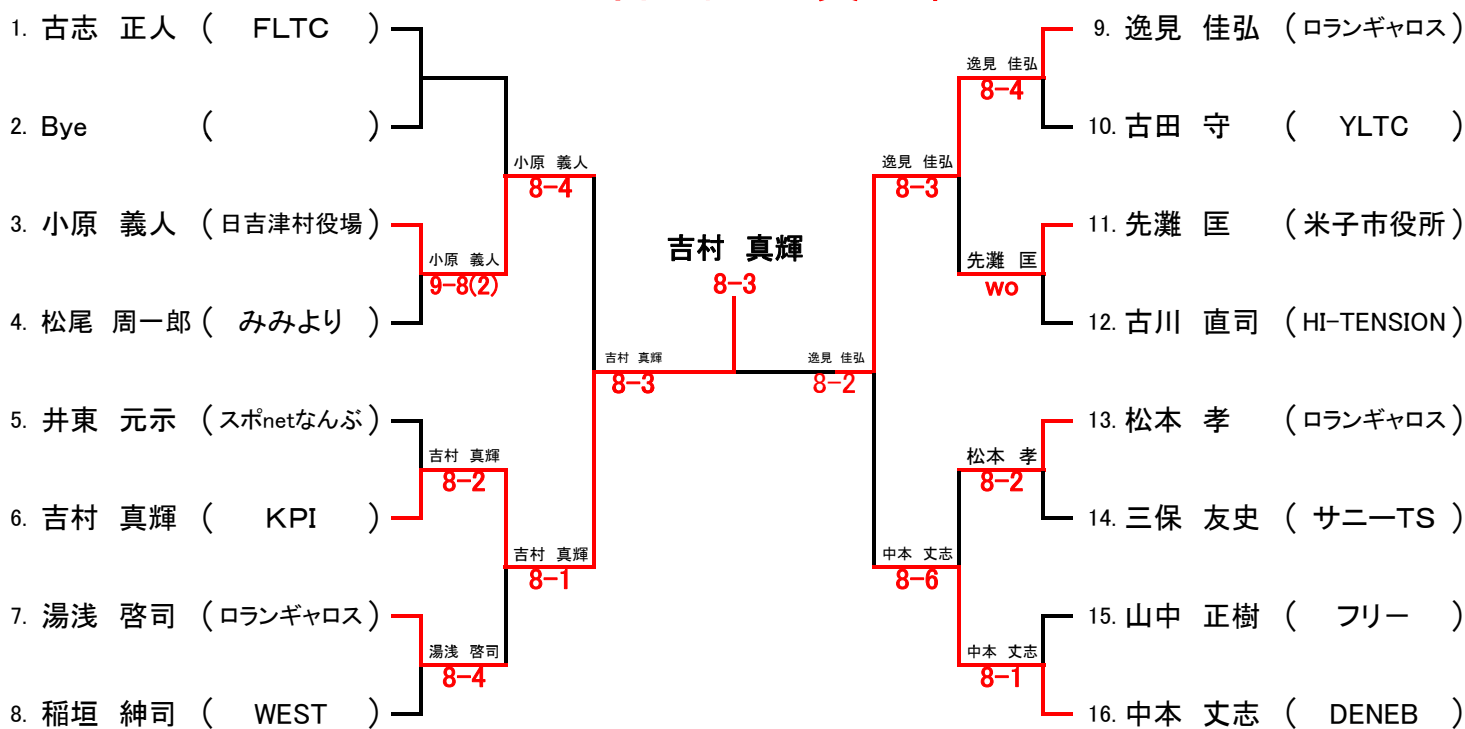 1. 古志 正人 ( FLTC )
2. Bye ( )
3. 小原 義人 (日吉津村役場)
4. 松尾 周一郎 ( みみより )
5. 井東 元示 (スポnetなんぶ)
6. 吉村 真輝 ( KPI )
7. 湯浅 啓司 (ロランギャロス)
8. 稲垣 紳司 ( WEST )
小原 義人
9-8(2)
吉村 真輝
8-2
湯浅 啓司
8-4
小原 義人
8-4
吉村 真輝
8-1
吉村 真輝
8-3
吉村 真輝
8-3
逸見 佳弘
8-2
逸見 佳弘
8-3
中本 丈志
8-6
逸見 佳弘
8-4
先灘 匡
wo
松本 孝
8-2
中本 丈志
8-1
9. 逸見 佳弘 (ロランギャロス)
10. 古田 守 ( YLTC )
11. 先灘 匡 (米子市役所)
12. 古川 直司 (HI-TENSION)
13. 松本 孝 (ロランギャロス)
14. 三保 友史 ( サニーTS )
15. 山中 正樹 ( フリー )
16. 中本 丈志 ( DENEB )